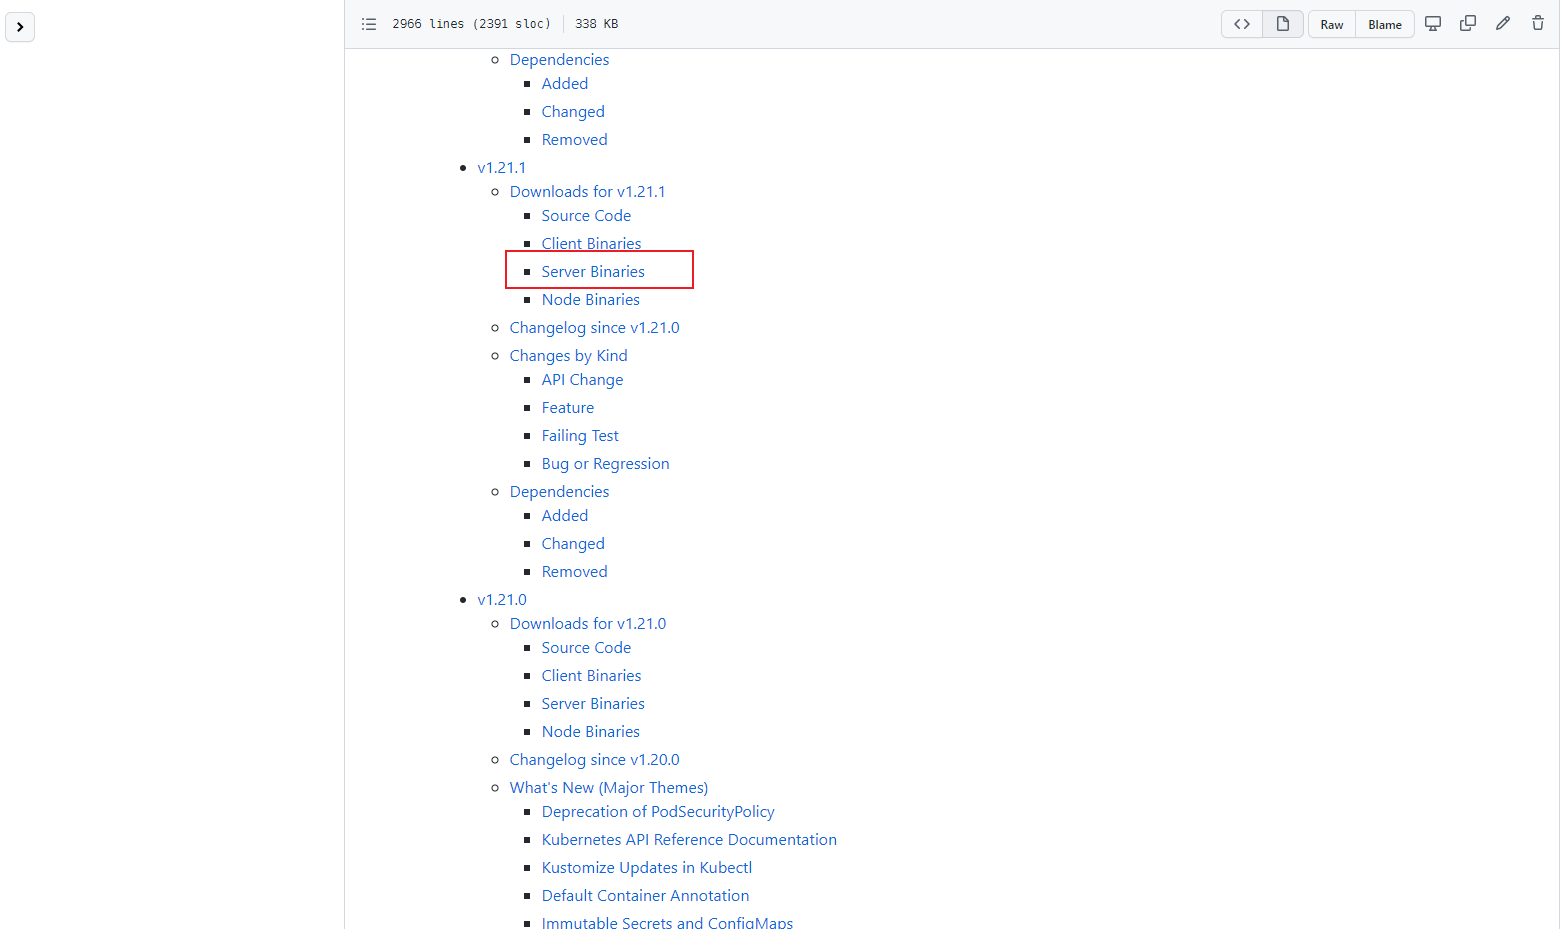 2966 lines (2391 sloc) 338 KB Raw Blame
Dependencies
Added
Changed
Removed
v1.21.1
Downloads for v1.21.1
Source Code
Client Binaries
Server Binaries
Node Binaries
Changelog since v1.21.0
Changes by Kind
API Change
Feature
Failing Test
Bug or Regression
Dependencies
Added
Changed
Removed
v1.21.0
Downloads for v1.21.0
Source Code
Client Binaries
Server Binaries
Node Binaries
Changelog since v1.20.0
What's New (Major Themes)
Deprecation of PodSecurityPolicy
Kubernetes API Reference Documentation
Kustomize Updates in Kubectl
Default Container Annotation
Immutable Secrets and ConfigMaps